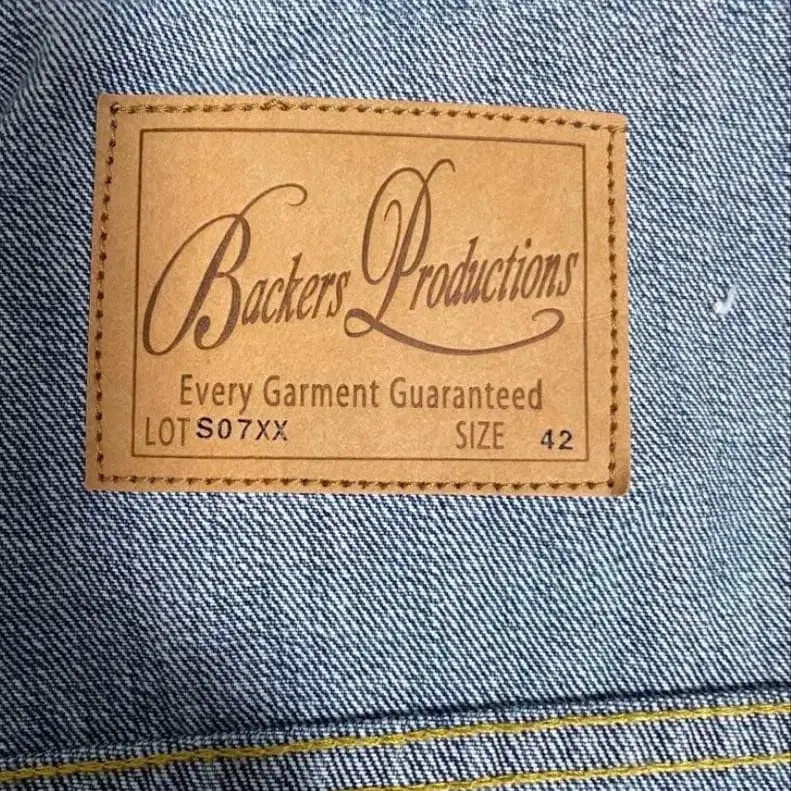 Backers Productions
Every Garment Guaranteed
LOT S07XX SIZE 42